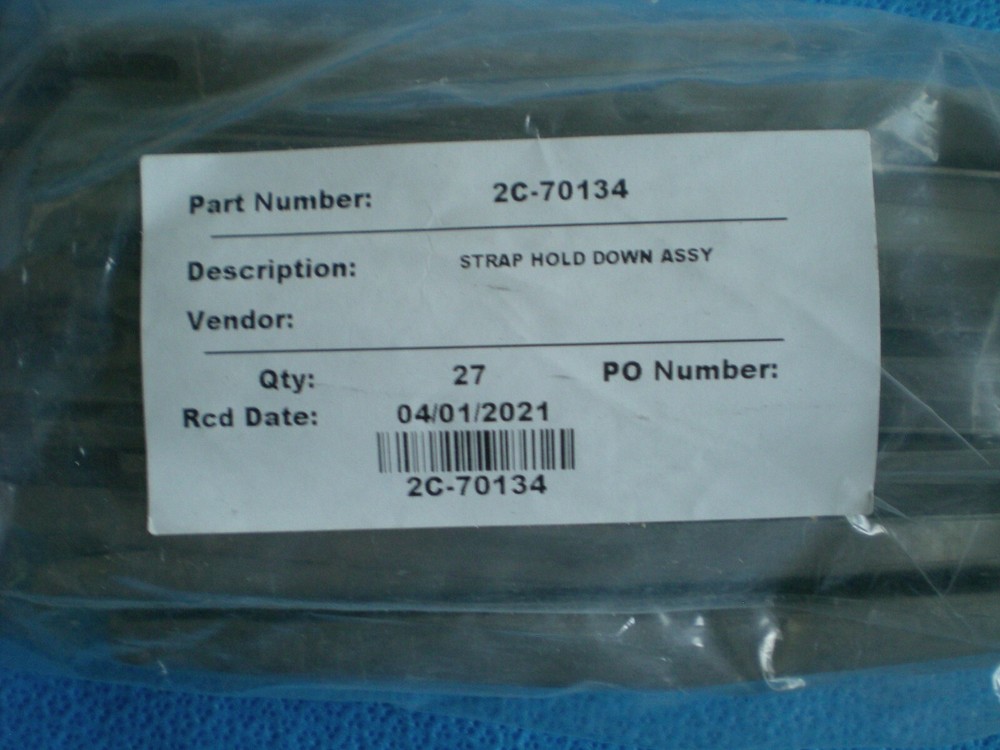 Part Number: 2C-70134
Description: STRAP HOLD DOWN ASSY
Vendor:
Qty: 27 PO Number:
Rcd Date: 04/01/2021
2C-70134